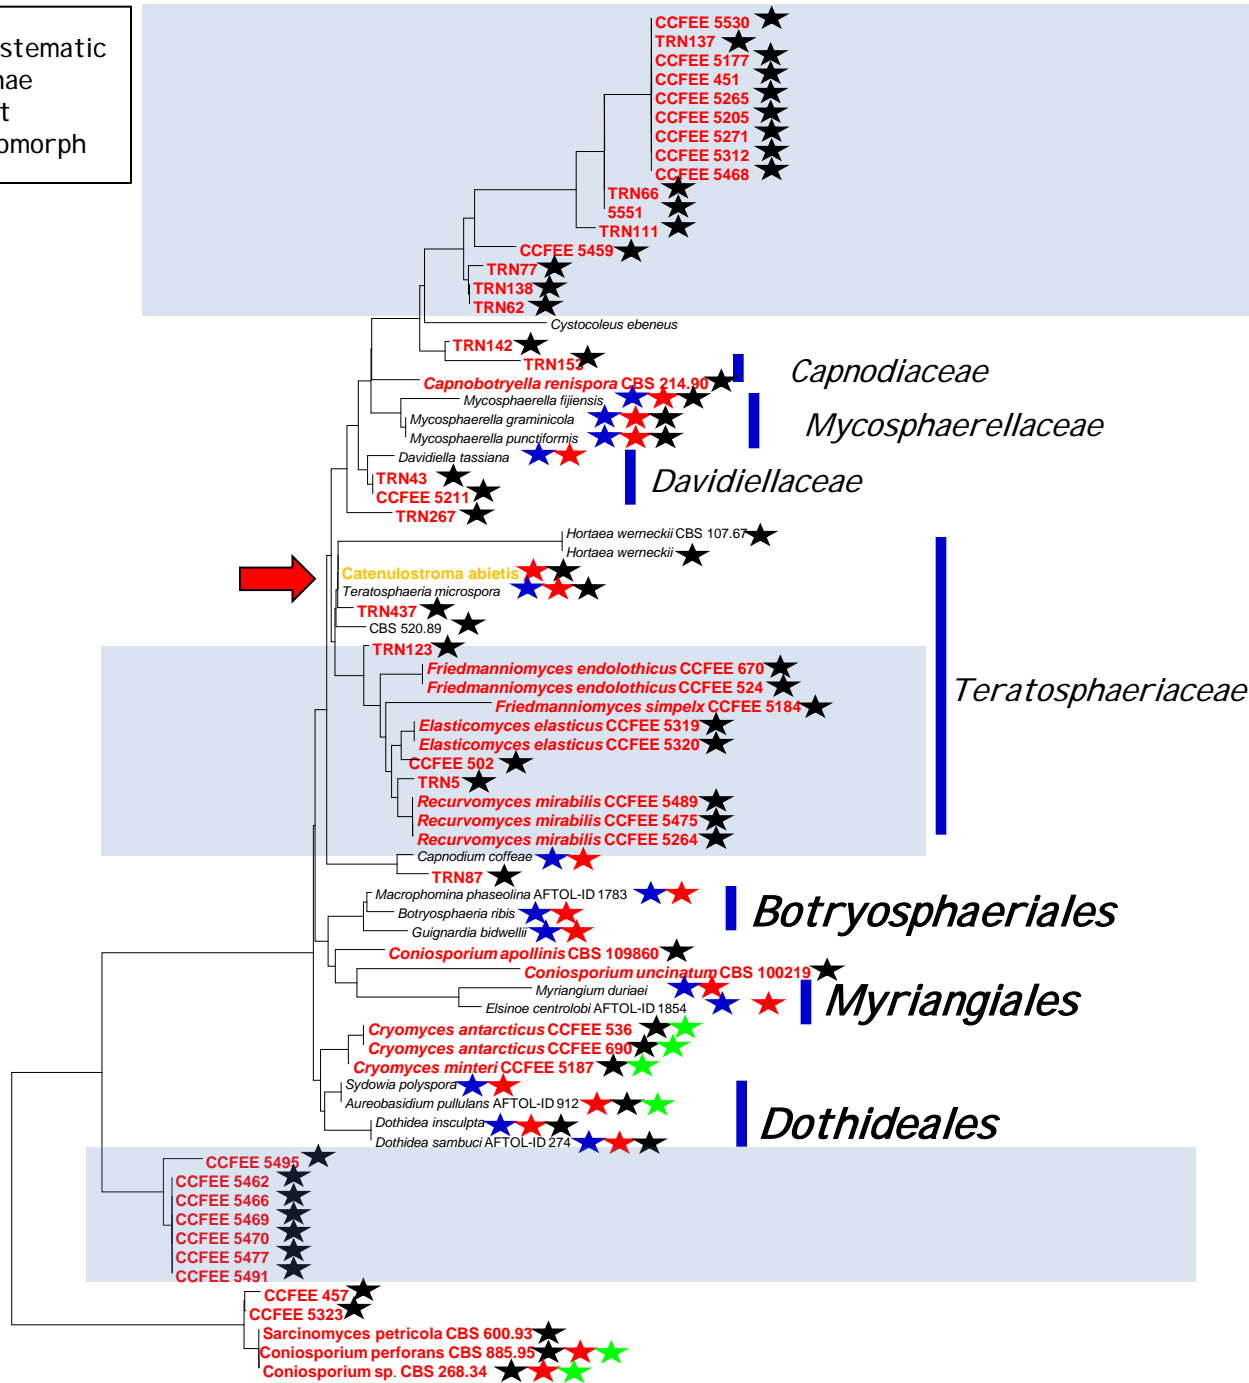 stematic
nae
t
omorph
CCFEE 5530
TRN137
CCFEE 5177
CCFEE 451
CCFEE 5265
CCFEE 5205
CCFEE 5271
CCFEE 5312
CCFEE 5468
TRN66
5551
TRN111
CCFEE 5459
TRN77
TRN138
TRN62
Cystocoleus ebeneus
TRN142
TRN153
Capnobotryella renispora CBS 214.90
Capnodiaceae
Mycosphaerella fijiensis
Mycosphaerella graminicola
Mycosphaerellaceae
Mycosphaerella punctiformis
Davidiella tassiana
TRN43
Davidiellaceae
CCFEE 5211
TRN267
Hortaea werneckii CBS 107.67
Hortaea werneckii
Catenulostroma abietis
Teratosphaeria microspora
TRN437
CBS 520.89
TRN123
Friedmanniomyces endolothicus CCFEE 670
Friedmanniomyces endolothicus CCFEE 524
Teratosphaeriaceae
Friedmanniomyces simpelx CCFEE 5184
Elasticomyces elasticus CCFEE 5319
Elasticomyces elasticus CCFEE 5320
CCFEE 502
TRN5
Recurvomyces mirabilis CCFEE 5489
Recurvomyces mirabilis CCFEE 5475
Recurvomyces mirabilis CCFEE 5264
Capnodium coffeae
TRN87
Macrophomina phaseolina AFTOL-ID 1783
Botryosphaeria ribis
Botryosphaeriales
Guignardia bidwellii
Coniosporium apollinis CBS 109860
Coniosporium uncinatum CBS 100219
Myriangium duriaei
Myriangiales
Elsinoe centrolobi AFTOL-ID 1854
Cryomyces antarcticus CCFEE 536
Cryomyces antarcticus CCFEE 690
Cryomyces minteri CCFEE 5187
Sydowia polyspora
Aureobasidium pullulans AFTOL-ID 912
Dothidea insculpta
Dothideales
Dothidea sambuci AFTOL-ID 274
CCFEE 5495
CCFEE 5462
CCFEE 5466
CCFEE 5469
CCFEE 5470
CCFEE 5477
CCFEE 5491
CCFEE 457
CCFEE 5323
Sarcinomyces petricola CBS 600.93
Coniosporium perforans CBS 885.95
Coniosporium sp. CBS 268.34